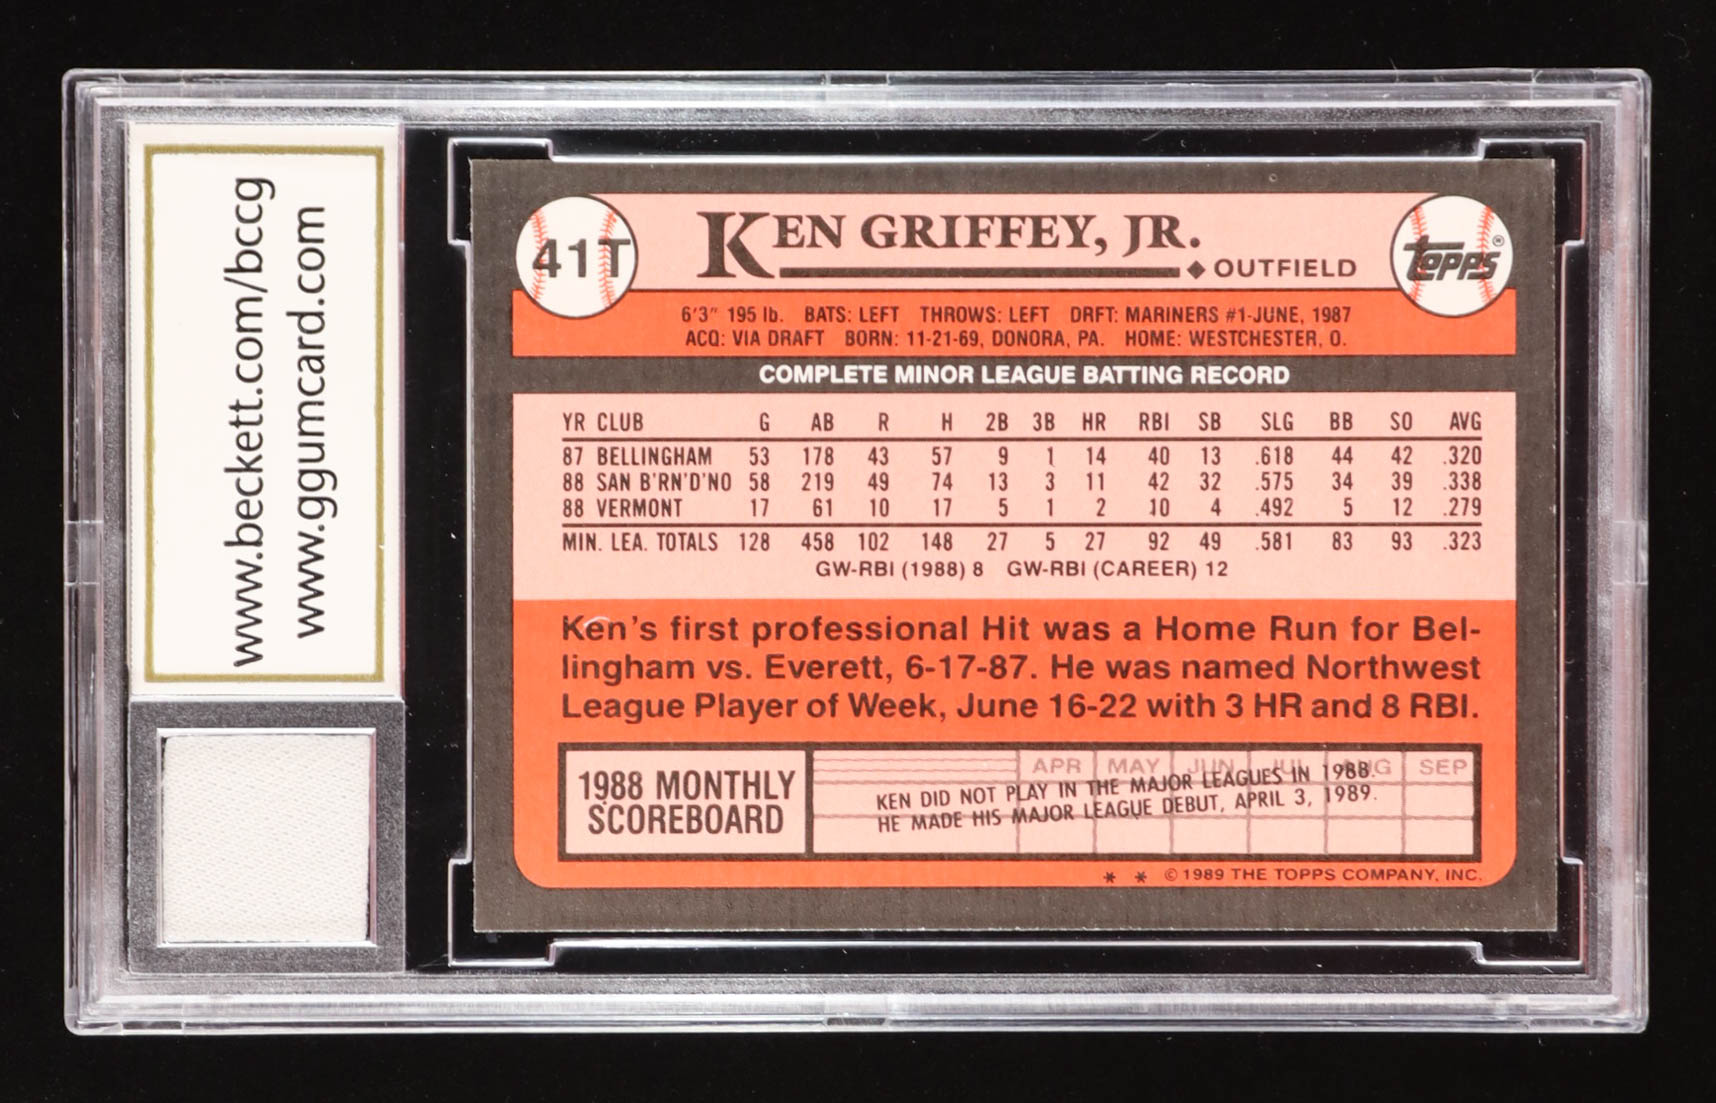 www.beckett.com/bccg
www.ggumcard.com
41T
KEN GRIFFEY, JR.
OUTFIELD
TOPPS®
6'3" 195 lb. BATS: LEFT THROWS: LEFT DRFT: MARINERS #1-JUNE, 1987
ACQ: VIA DRAFT BORN: 11-21-69, DONORA, PA. HOME: WESTCHESTER, O.
COMPLETE MINOR LEAGUE BATTING RECORD
YR CLUB G AB R H 2B 3B HR RBI SB SLG BB SO AVG
87 BELLINGHAM 53 178 43 57 9 1 14 40 13 .618 44 42 .320
88 SAN B'RN'D'NO 58 219 49 74 13 3 11 42 32 .575 34 39 .338
88 VERMONT 17 61 10 17 5 1 2 10 4 .492 5 12 .279
MIN. LEA. TOTALS 128 458 102 148 27 5 27 92 49 .581 83 93 .323
GW-RBI (1988) 8 GW-RBI (CAREER) 12
Ken's first professional Hit was a Home Run for Bel-
lingham vs. Everett, 6-17-87. He was named Northwest
League Player of Week, June 16-22 with 3 HR and 8 RBI.
1988 MONTHLY
SCOREBOARD
APR MAY JUN JUL AUG SEP
KEN DID NOT PLAY IN THE MAJOR LEAGUES IN 1988.
HE MADE HIS MAJOR LEAGUE DEBUT, APRIL 3, 1989.
* * © 1989 THE TOPPS COMPANY, INC.